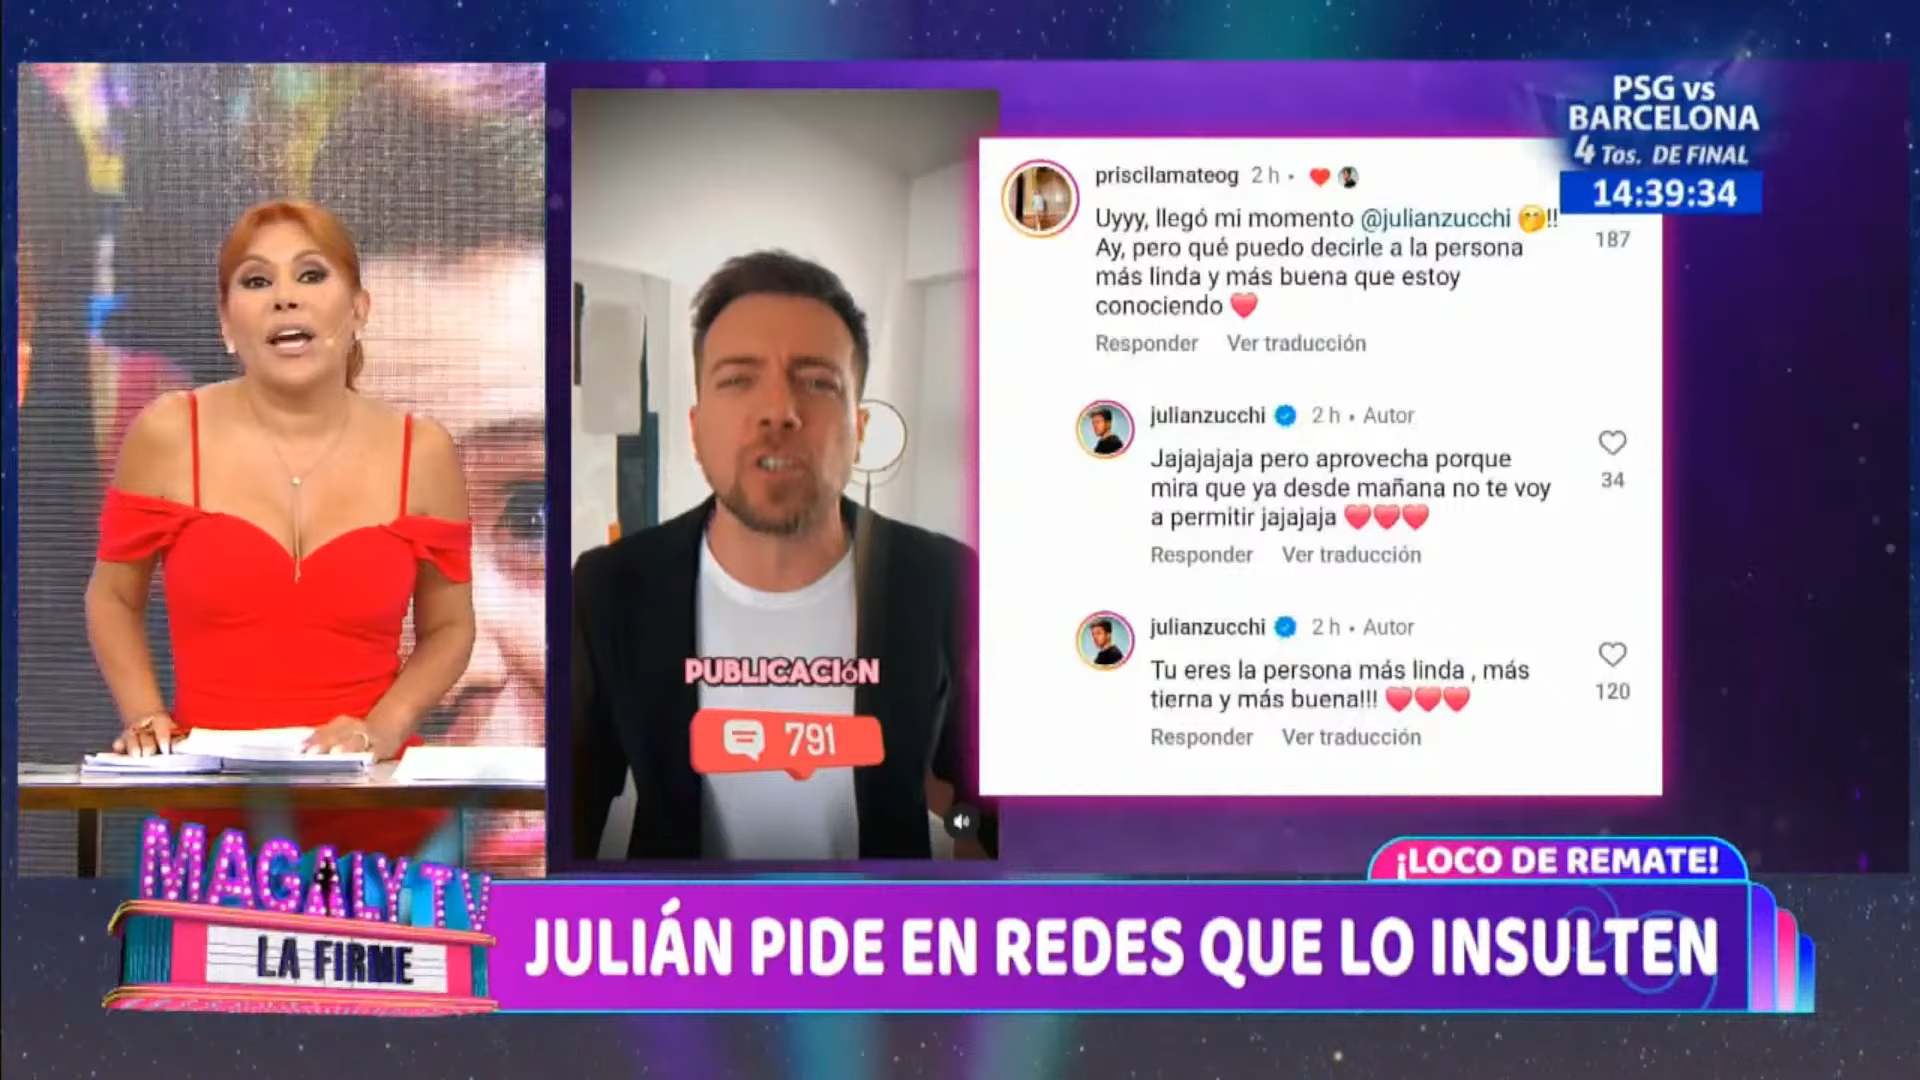 PSG vs
BARCELONA
4 Tos. DE FINAL
14:39:34
priscilamateog 2 h •
Uyyy, llegó mi momento @julianzucchi 🤭!!
Ay, pero qué puedo decirle a la persona
más linda y más buena que estoy
conociendo ❤️
187
Responder Ver traducción
julianzucchi 2 h • Autor
Jajajajaja pero aprovecha porque
mira que ya desde mañana no te voy
a permitir jajajaja ❤️❤️❤️
34
Responder Ver traducción
julianzucchi 2 h • Autor
Tu eres la persona más linda , más
tierna y más buena!!! ❤️❤️❤️
120
Responder Ver traducción
PUBLICACIóN
791
MAGALY TV
LA FIRME
¡LOCO DE REMATE!
JULIÁN PIDE EN REDES QUE LO INSULTEN